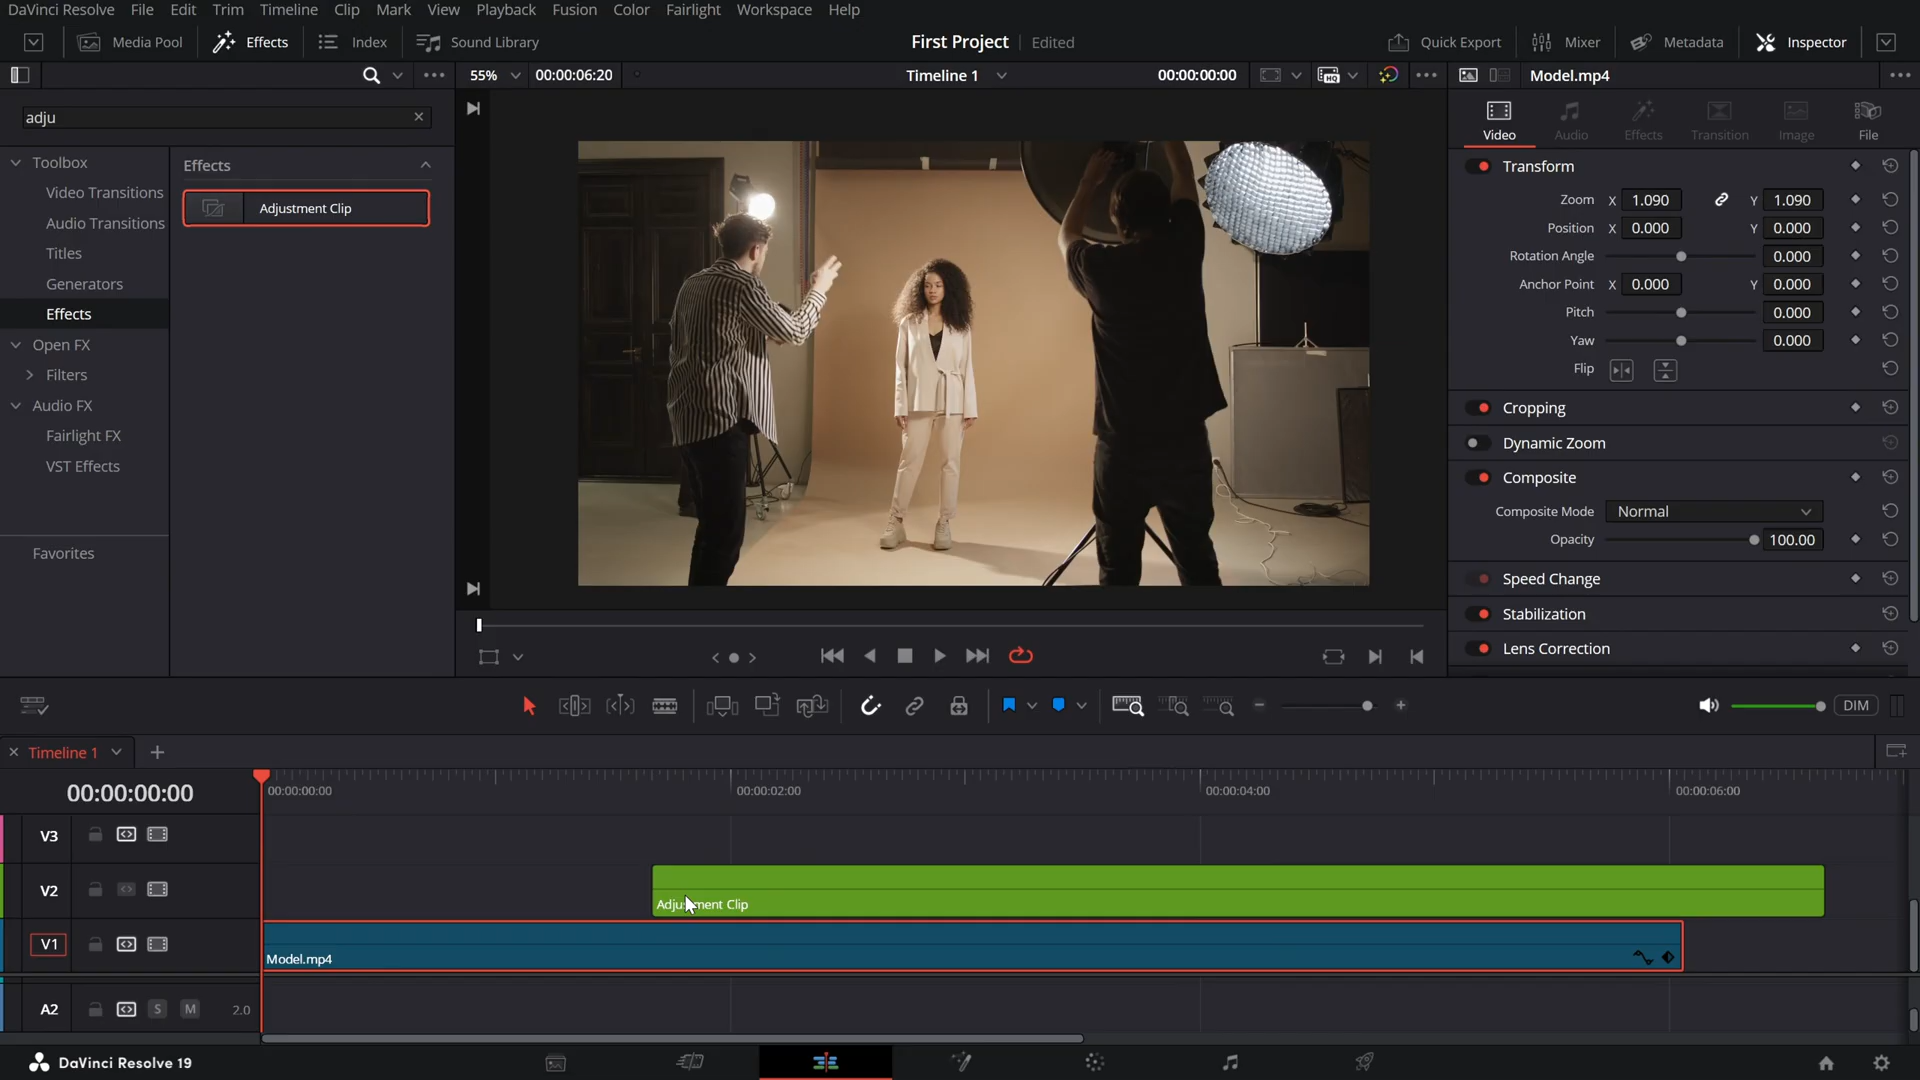 DaVinci Resolve File Edit Trim Timeline Clip Mark View Playback Fusion Color Fairlight Workspace Help
Media Pool Effects Index Sound Library First Project Edited Quick Export Mixer Metadata Inspector
55% 00:00:06:20 Timeline 1 00:00:00:00 HQ Model.mp4
adju
Video Audio Effects Transition Image File
Toolbox
Video Transitions
Audio Transitions
Titles
Generators
Effects
Open FX
Filters
Audio FX
Fairlight FX
VST Effects
Favorites
Effects
Adjustment Clip
Transform
Zoom X 1.090 Y 1.090
Position X 0.000 Y 0.000
Rotation Angle 0.000
Anchor Point X 0.000 Y 0.000
Pitch 0.000
Yaw 0.000
Flip
Cropping
Dynamic Zoom
Composite
Composite Mode Normal
Opacity 100.00
Speed Change
Stabilization
Lens Correction
DIM
Timeline 1
00:00:00:00
00:00:00:00 00:00:02:00 00:00:04:00 00:00:06:00
V3
V2
Adjustment Clip
V1
Model.mp4
A2 S M 2.0
DaVinci Resolve 19